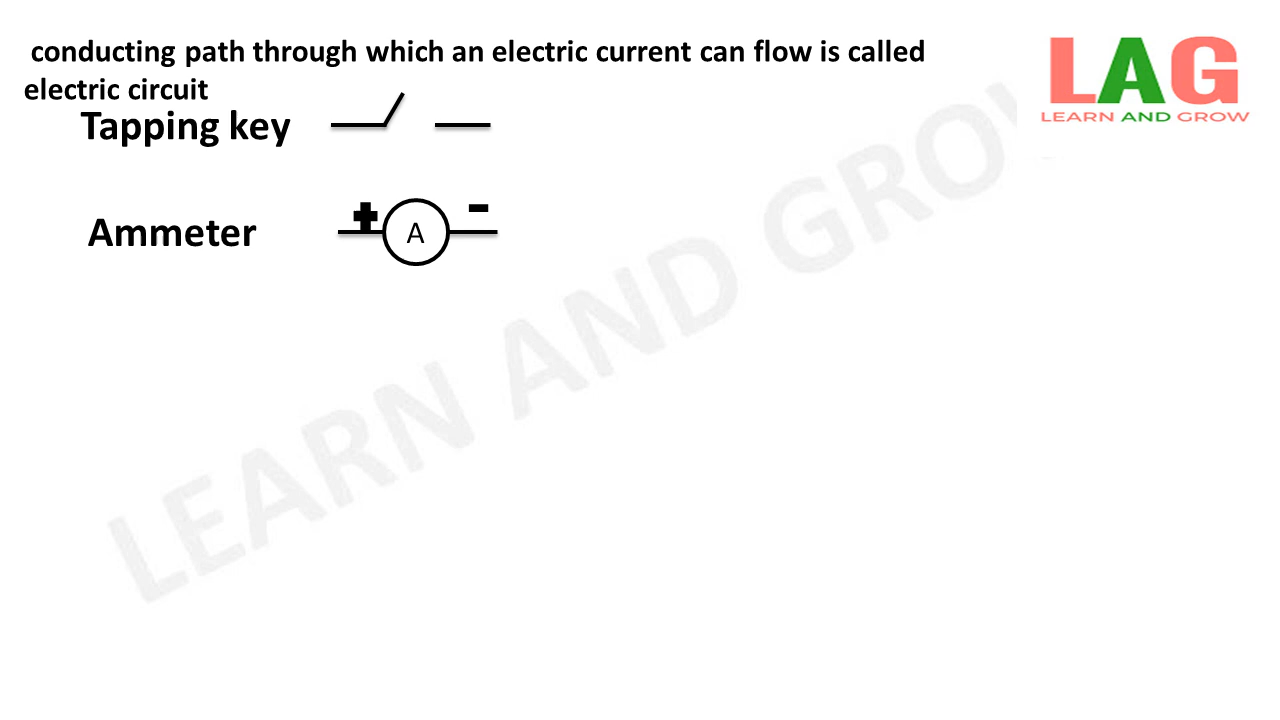 conducting path through which an electric current can flow is called
electric circuit
Tapping key
Ammeter
+ A -
LAG
LEARN AND GROW
LEARN AND GROW